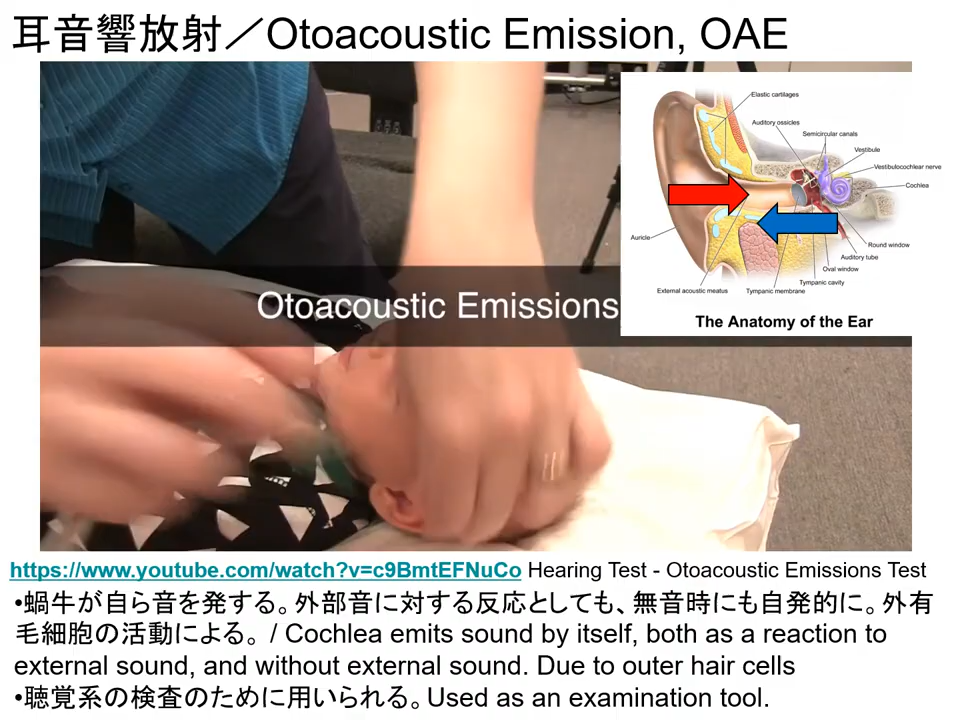 耳音響放射／Otoacoustic Emission, OAE
Elastic cartilages
Auditory ossicles
Semicircular canals
Vestibule
Vestibulocochlear nerve
Cochlea
Auricle
Round window
Auditory tube
Oval window
Tympanic cavity
External acoustic meatus
Tympanic membrane
The Anatomy of the Ear
Otoacoustic Emissions
https://www.youtube.com/watch?v=c9BmtEFNuCo Hearing Test - Otoacoustic Emissions Test
•蝸牛が自ら音を発する。外部音に対する反応としても、無音時にも自発的に。外有
毛細胞の活動による。 / Cochlea emits sound by itself, both as a reaction to
external sound, and without external sound. Due to outer hair cells
•聴覚系の検査のために用いられる。Used as an examination tool.